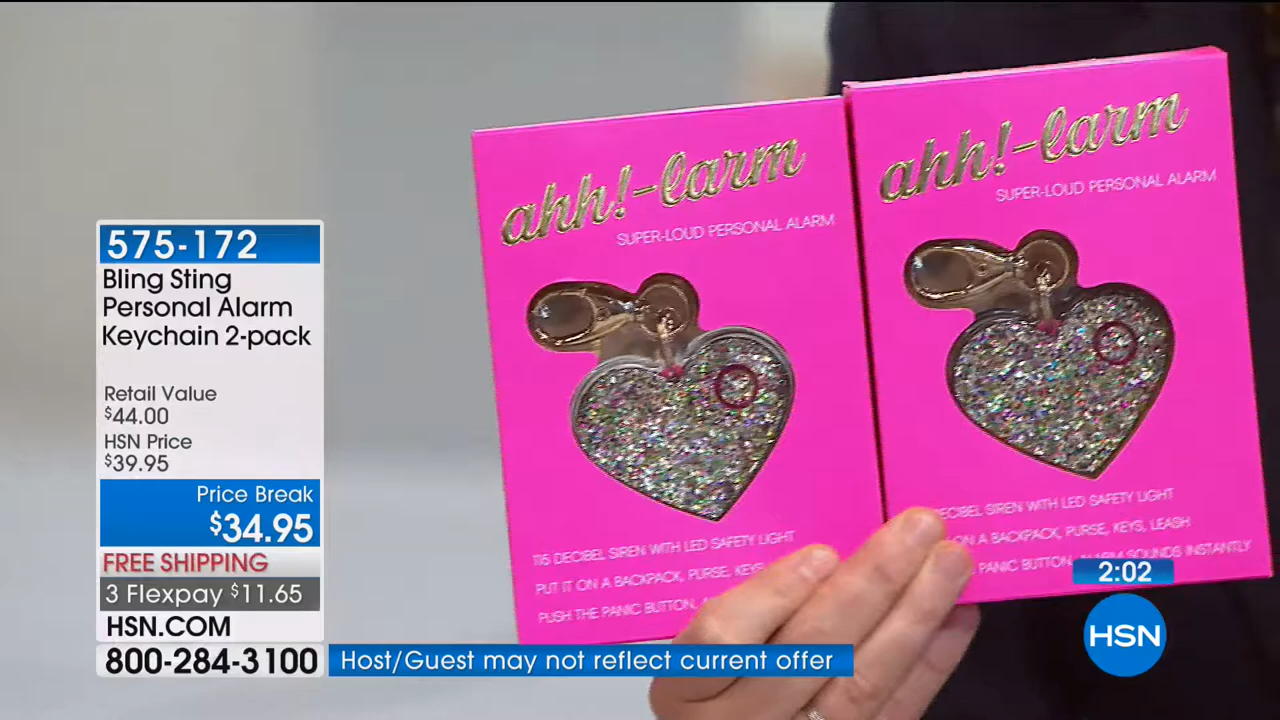 575-172
Bling Sting
Personal Alarm
Keychain 2-pack
Retail Value
$44.00
HSN Price
$39.95
Price Break
$34.95
FREE SHIPPING
3 Flexpay $11.65
HSN.COM
800-284-3100
Host/Guest may not reflect current offer
ahh!-larm
SUPER-LOUD PERSONAL ALARM
115 DECIBEL SIREN WITH LED SAFETY LIGHT
PUT IT ON A BACKPACK, PURSE, KEYS,
PUSH THE PANIC BUTTON,
ahh!-larm
SUPER-LOUD PERSONAL ALARM
SIREN WITH LED SAFETY LIGHT
ON A BACKPACK, PURSE, KEYS, LEASH
PANIC BUTTON, ALARM SOUNDS INSTANTLY
2:02
HSN